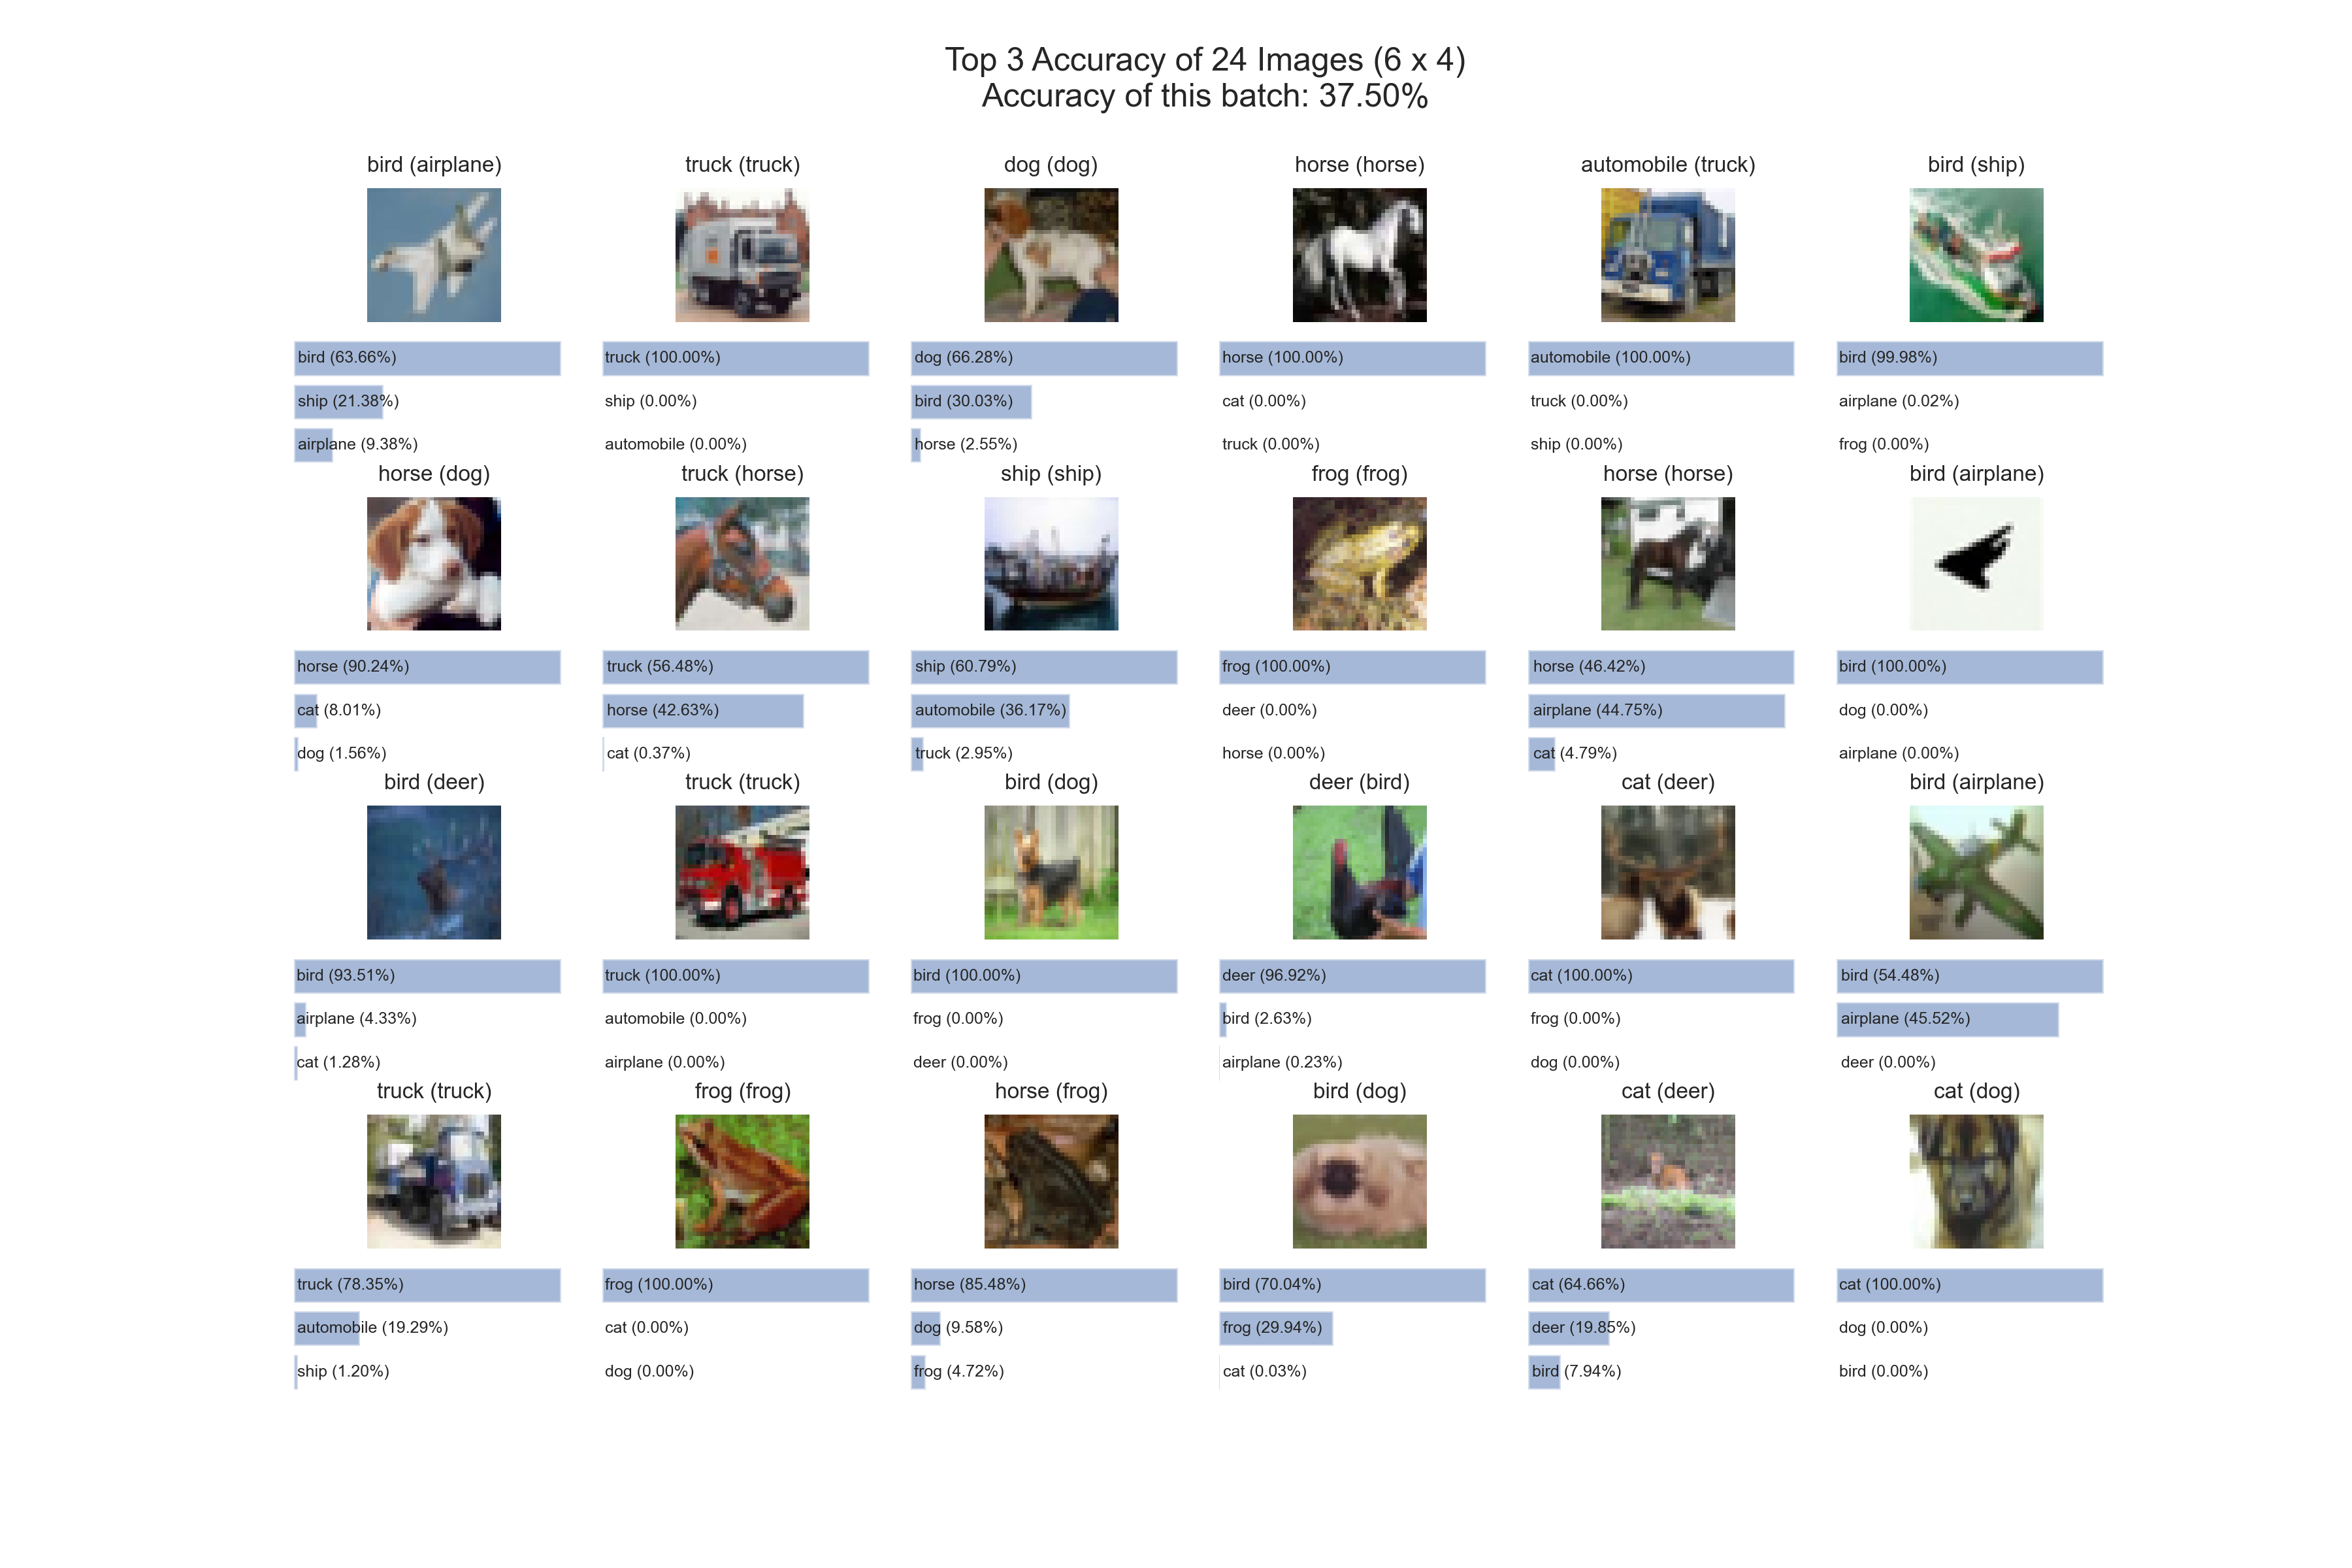 Top 3 Accuracy of 24 Images (6 x 4)
Accuracy of this batch: 37.50%
bird (airplane)
bird (63.66%)
ship (21.38%)
airplane (9.38%)
truck (truck)
truck (100.00%)
ship (0.00%)
automobile (0.00%)
dog (dog)
dog (66.28%)
bird (30.03%)
horse (2.55%)
horse (horse)
horse (100.00%)
cat (0.00%)
truck (0.00%)
automobile (truck)
automobile (100.00%)
truck (0.00%)
ship (0.00%)
bird (ship)
bird (99.98%)
airplane (0.02%)
frog (0.00%)
horse (dog)
horse (90.24%)
cat (8.01%)
dog (1.56%)
truck (horse)
truck (56.48%)
horse (42.63%)
cat (0.37%)
ship (ship)
ship (60.79%)
automobile (36.17%)
truck (2.95%)
frog (frog)
frog (100.00%)
deer (0.00%)
horse (0.00%)
horse (horse)
horse (46.42%)
airplane (44.75%)
cat (4.79%)
bird (airplane)
bird (100.00%)
dog (0.00%)
airplane (0.00%)
bird (deer)
bird (93.51%)
airplane (4.33%)
cat (1.28%)
truck (truck)
truck (100.00%)
automobile (0.00%)
airplane (0.00%)
bird (dog)
bird (100.00%)
frog (0.00%)
deer (0.00%)
deer (bird)
deer (96.92%)
bird (2.63%)
airplane (0.23%)
cat (deer)
cat (100.00%)
frog (0.00%)
dog (0.00%)
bird (airplane)
bird (54.48%)
airplane (45.52%)
deer (0.00%)
truck (truck)
truck (78.35%)
automobile (19.29%)
ship (1.20%)
frog (frog)
frog (100.00%)
cat (0.00%)
dog (0.00%)
horse (frog)
horse (85.48%)
dog (9.58%)
frog (4.72%)
bird (dog)
bird (70.04%)
frog (29.94%)
cat (0.03%)
cat (deer)
cat (64.66%)
deer (19.85%)
bird (7.94%)
cat (dog)
cat (100.00%)
dog (0.00%)
bird (0.00%)